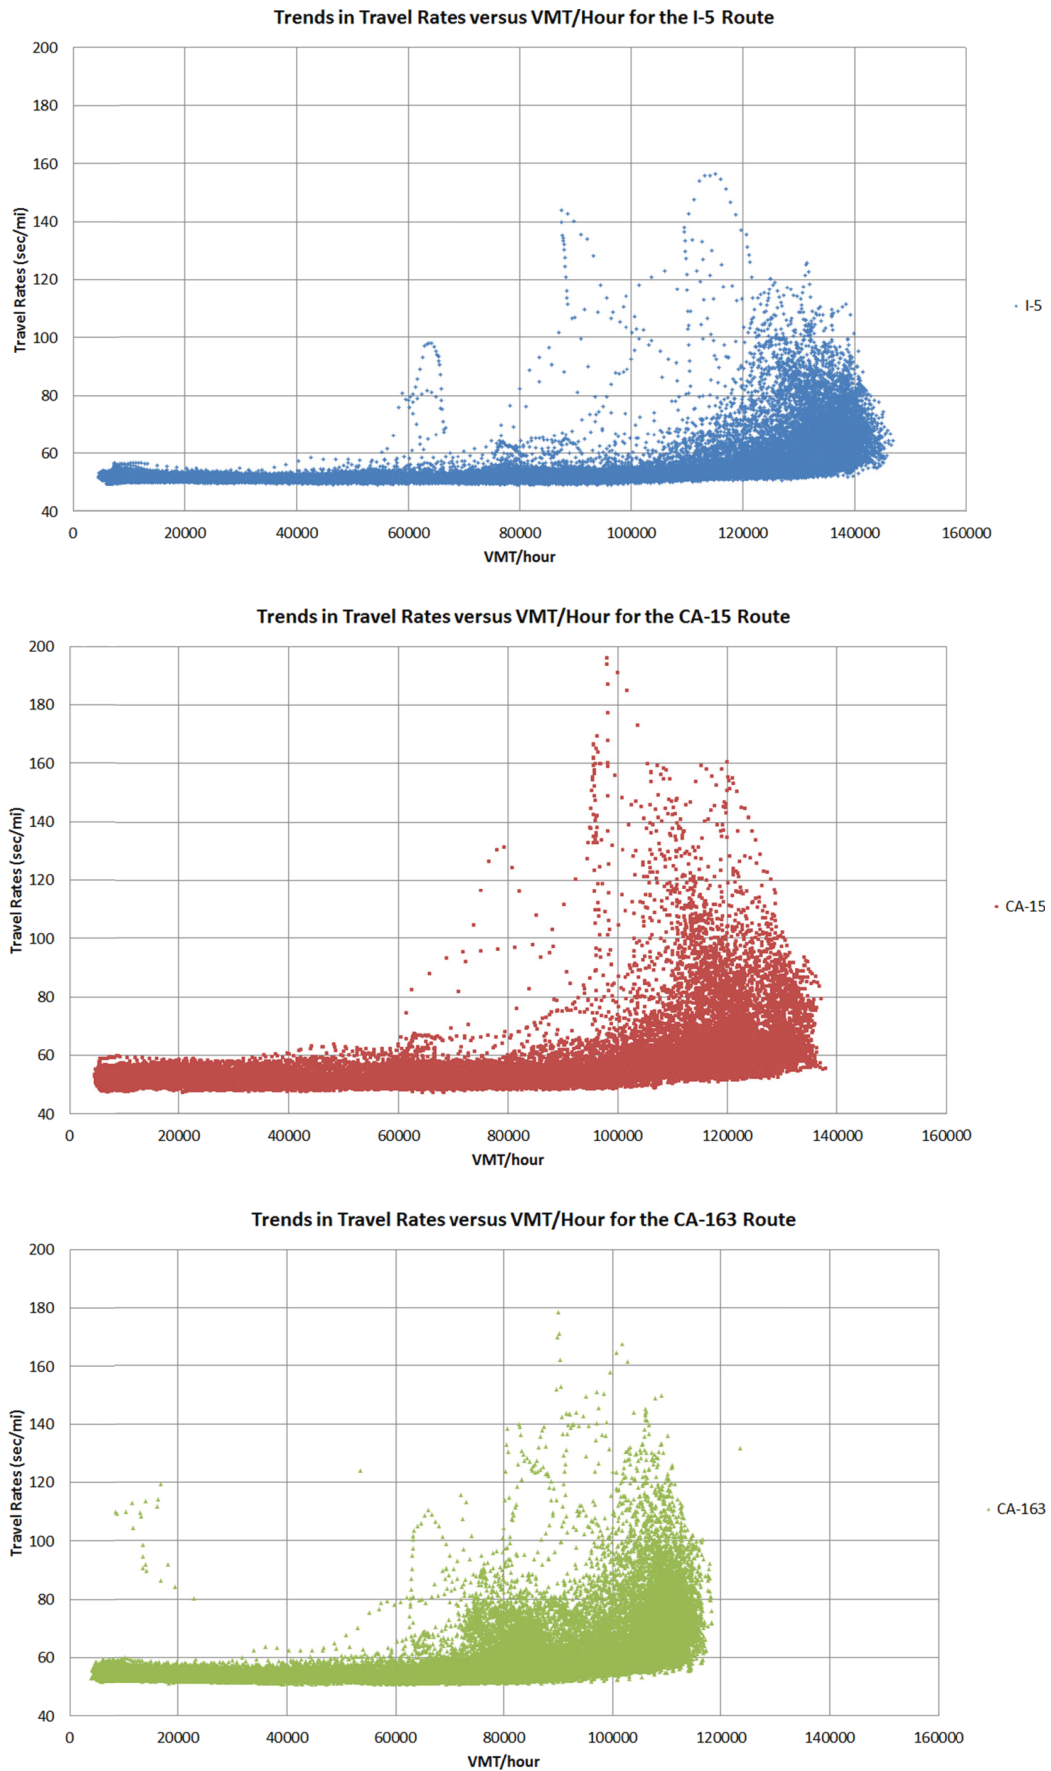 Trends in Travel Rates versus VMT/Hour for the I-5 Route
200
180
160
140
120
100
80
60
40
Travel Rates (sec/mi)
0 20000 40000 60000 80000 100000 120000 140000 160000
VMT/hour
I-5
Trends in Travel Rates versus VMT/Hour for the CA-15 Route
200
180
160
140
120
100
80
60
40
Travel Rates (sec/mi)
0 20000 40000 60000 80000 100000 120000 140000 160000
VMT/hour
CA-15
Trends in Travel Rates versus VMT/Hour for the CA-163 Route
200
180
160
140
120
100
80
60
40
Travel Rates (sec/mi)
0 20000 40000 60000 80000 100000 120000 140000 160000
VMT/hour
CA-163